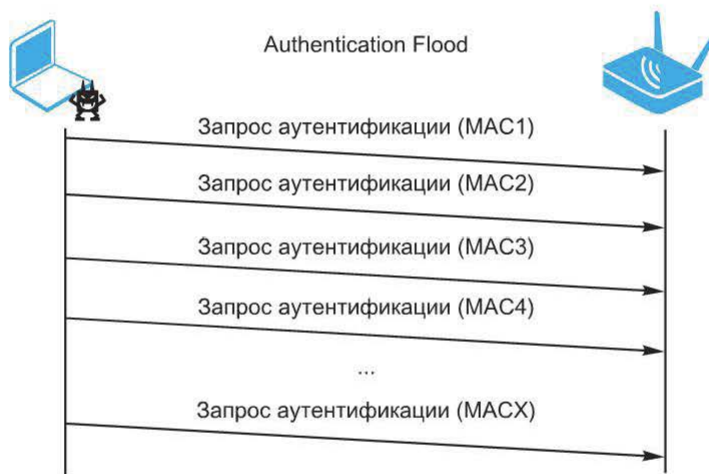 Authentication Flood
Запрос аутентификации (MAC1)
Запрос аутентификации (MAC2)
Запрос аутентификации (MAC3)
Запрос аутентификации (MAC4)
...
Запрос аутентификации (MACX)